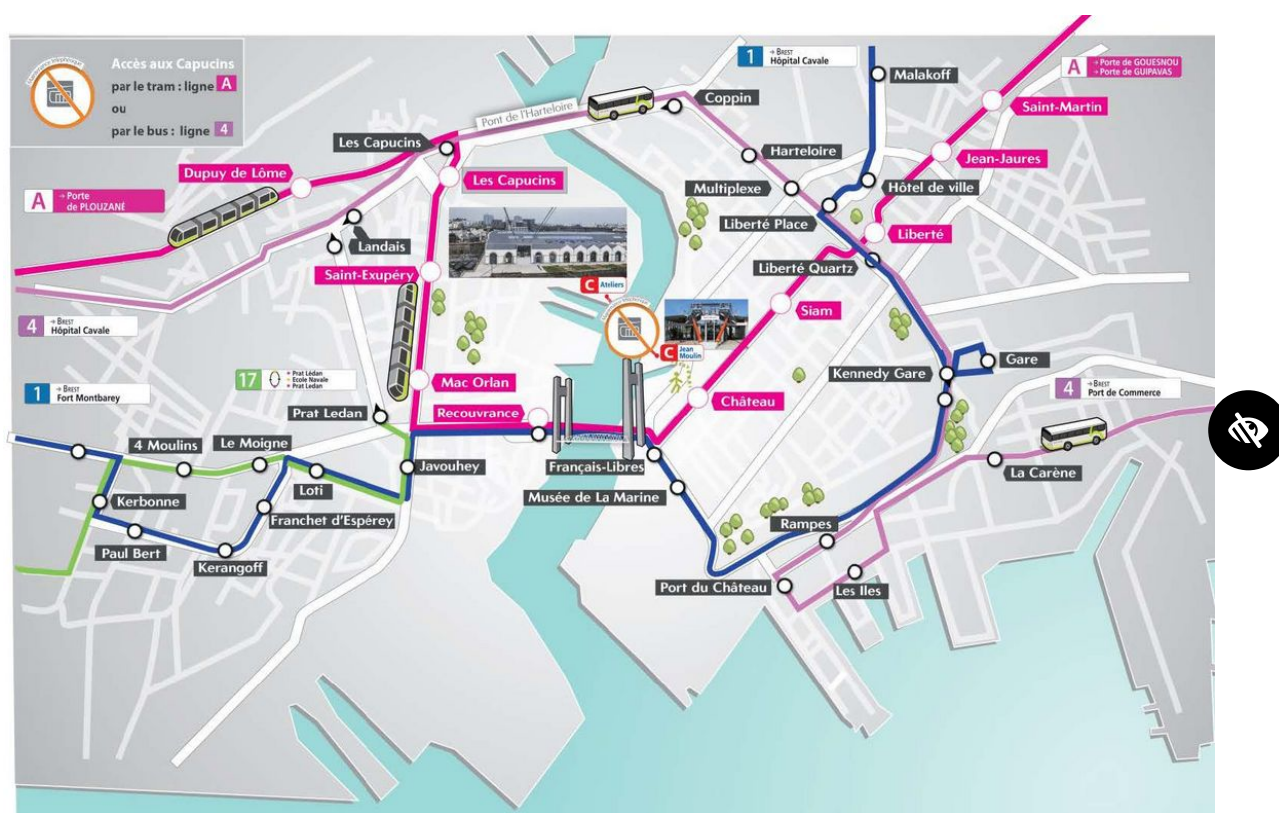 Accès aux Capucins
par le tram : ligne A
ou
par le bus : ligne 4
1 → BREST
Hôpital Cavale
Malakoff
A → Porte de GOUESNOU
→ Porte de GUIPAVAS
Saint-Martin
Coppin
Pont de l'Harteloire
Les Capucins
Harteloire
Jean-Jaures
Dupuy de Lôme
Les Capucins
Multiplexe
Hôtel de ville
A → Porte
de PLOUZANÉ
Liberté Place
Liberté
Landais
Saint-Exupéry
Liberté Quartz
C Ateliers
Siam
4 → BREST
Hôpital Cavale
C Jean
Moulin
Gare
Kennedy Gare
17
Prat Lédan
Ecole Navale
Prat Ledan
Mac Orlan
1 → BREST
Fort Montbarey
4 → BREST
Port de Commerce
Château
Prat Ledan
Recouvrance
4 Moulins
Le Moigne
Javouhey
Français-Libres
La Carène
Loti
Kerbonne
Musée de La Marine
Franchet d'Espérey
Rampes
Paul Bert
Kerangoff
Port du Château
Les Iles